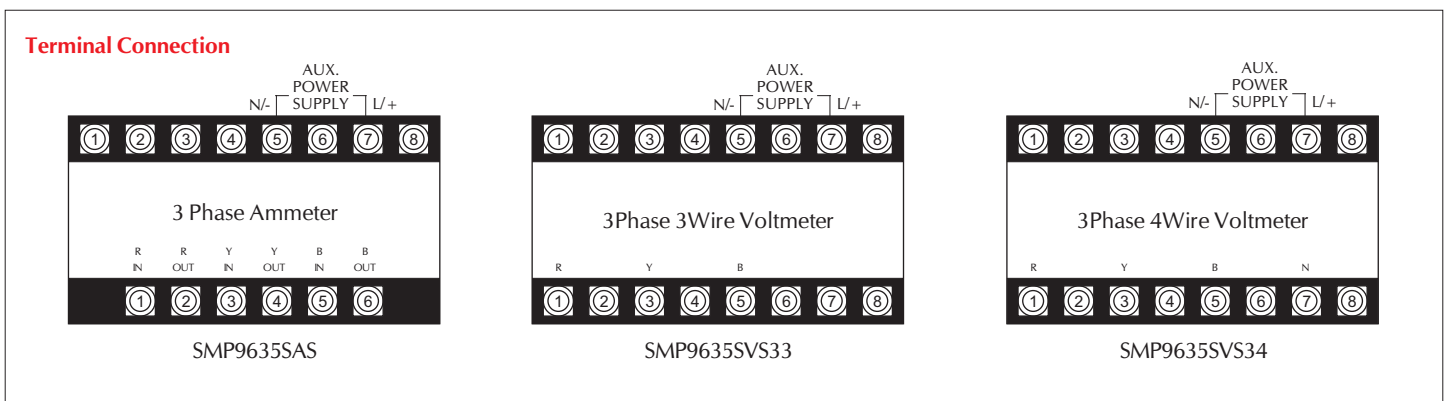 Terminal Connection
AUX.
POWER
N/- SUPPLY L/+
1 2 3 4 5 6 7 8
3 Phase Ammeter
R R Y Y B B
IN OUT IN OUT IN OUT
1 2 3 4 5 6
SMP9635SAS
AUX.
POWER
N/- SUPPLY L/+
1 2 3 4 5 6 7 8
3Phase 3Wire Voltmeter
R Y B
1 2 3 4 5 6 7 8
SMP9635SVS33
AUX.
POWER
N/- SUPPLY L/+
1 2 3 4 5 6 7 8
3Phase 4Wire Voltmeter
R Y B N
1 2 3 4 5 6 7 8
SMP9635SVS34